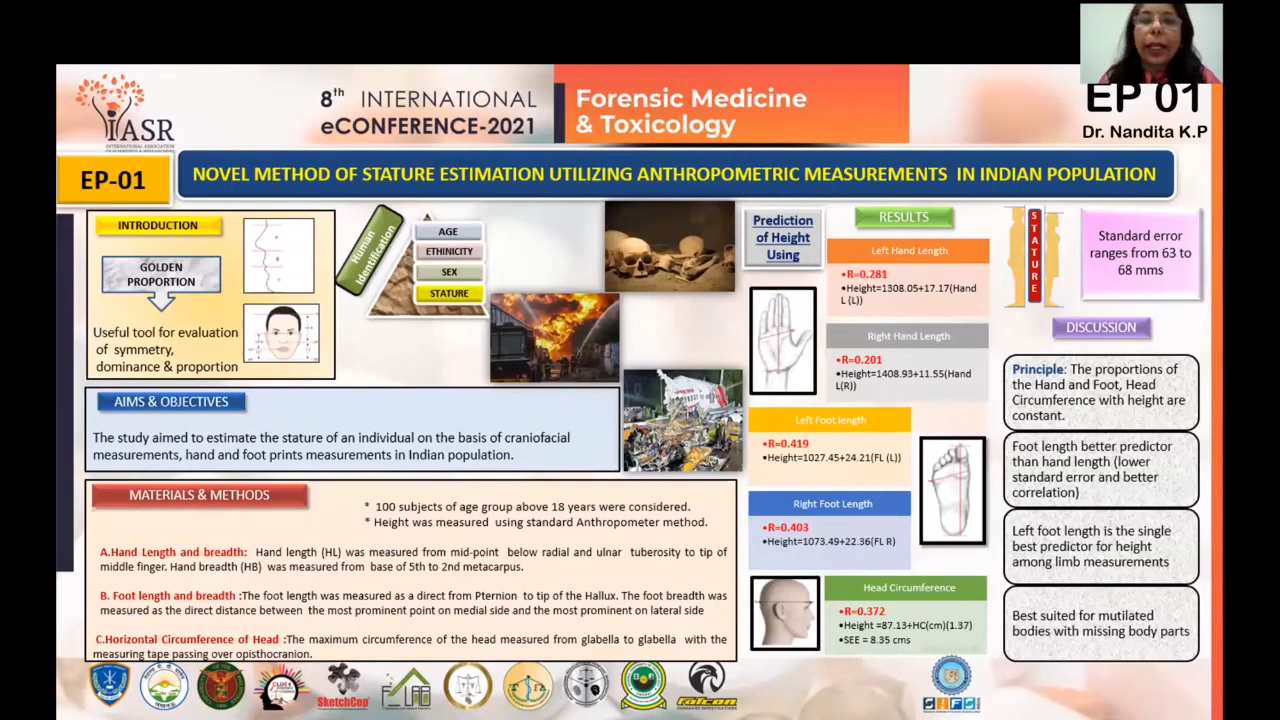 IASR
INTERNATIONAL ASSOCIATION
8th INTERNATIONAL
eCONFERENCE-2021
Forensic Medicine
& Toxicology
EP 01
Dr. Nandita K.P
EP-01
NOVEL METHOD OF STATURE ESTIMATION UTILIZING ANTHROPOMETRIC MEASUREMENTS IN INDIAN POPULATION
INTRODUCTION
GOLDEN
PROPORTION
Useful tool for evaluation
of symmetry,
dominance & proportion
Human
Identification
AGE
ETHNICITY
SEX
STATURE
AIMS & OBJECTIVES
The study aimed to estimate the stature of an individual on the basis of craniofacial
measurements, hand and foot prints measurements in Indian population.
MATERIALS & METHODS
* 100 subjects of age group above 18 years were considered.
* Height was measured using standard Anthropometer method.
A.Hand Length and breadth: Hand length (HL) was measured from mid-point below radial and ulnar tuberosity to tip of
middle finger. Hand breadth (HB) was measured from base of 5th to 2nd metacarpus.
B. Foot length and breadth :The foot length was measured as a direct from Pternion to tip of the Hallux. The foot breadth was
measured as the direct distance between the most prominent point on medial side and the most prominent on lateral side
C.Horizontal Circumference of Head :The maximum circumference of the head measured from glabella to glabella with the
measuring tape passing over opisthocranion.
Prediction
of Height
Using
RESULTS
Left Hand Length
•R=0.281
•Height=1308.05+17.17(Hand
L (L))
Right Hand Length
•R=0.201
•Height=1408.93+11.55(Hand
L(R))
Left Foot length
•R=0.419
•Height=1027.45+24.21(FL (L))
Right Foot Length
•R=0.403
•Height=1073.49+22.36(FL R)
Head Circumference
•R=0.372
•Height =87.13+HC(cm)(1.37)
•SEE = 8.35 cms
STATURE
Standard error
ranges from 63 to
68 mms
DISCUSSION
Principle: The proportions of
the Hand and Foot, Head
Circumference with height are
constant.
Foot length better predictor
than hand length (lower
standard error and better
correlation)
Left foot length is the single
best predictor for height
among limb measurements
Best suited for mutilated
bodies with missing body parts
SketchCop
FLAB
falcon
SIFSI